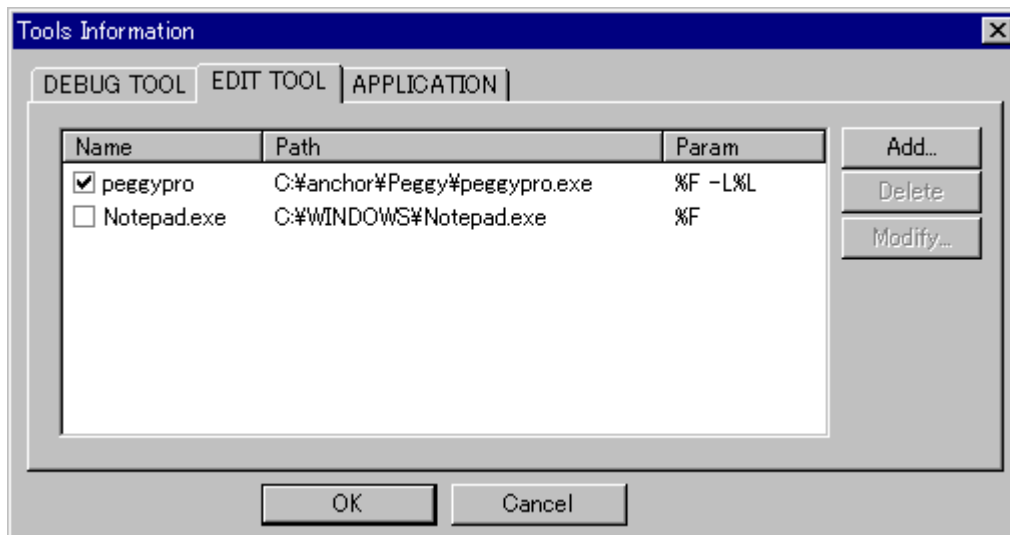 Tools Information
DEBUG TOOL EDIT TOOL APPLICATION
Name Path Param
peggypro C:¥anchor¥Peggy¥peggypro.exe %F -L%L
Notepad.exe C:¥WINDOWS¥Notepad.exe %F
Add...
Delete
Modify...
OK Cancel